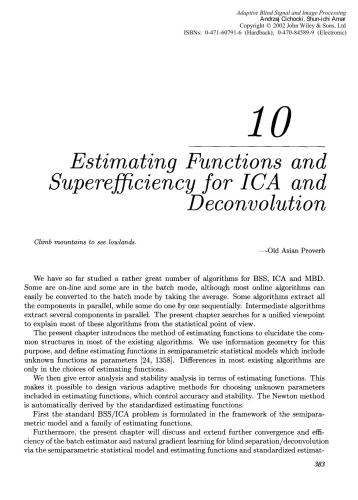 Adaptive Blind Signal and Image Processing
Andrzej Cichocki, Shun-ichi Amari
Copyright © 2002 John Wiley & Sons, Ltd
ISBNs: 0-471-60791-6 (Hardback); 0-470-84589-9 (Electronic)
10
Estimating Functions and
Superefficiency for ICA and
Deconvolution
Climb mountains to see lowlands.
—Old Asian Proverb
We have so far studied a rather great number of algorithms for BSS, ICA and MBD.
Some are on-line and some are in the batch mode, although most online algorithms can
easily be converted to the batch mode by taking the average. Some algorithms extract all
the components in parallel, while some do one by one sequentially. Intermediate algorithms
extract several components in parallel. The present chapter searches for a unified viewpoint
to explain most of these algorithms from the statistical point of view.
The present chapter introduces the method of estimating functions to elucidate the com-
mon structures in most of the existing algorithms. We use information geometry for this
purpose, and define estimating functions in semiparametric statistical models which include
unknown functions as parameters [24, 1358]. Differences in most existing algorithms are
only in the choices of estimating functions.
We then give error analysis and stability analysis in terms of estimating functions. This
makes it possible to design various adaptive methods for choosing unknown parameters
included in estimating functions, which control accuracy and stability. The Newton method
is automatically derived by the standardized estimating functions.
First the standard BSS/ICA problem is formulated in the framework of the semipara-
metric model and a family of estimating functions.
Furthermore, the present chapter will discuss and extend further convergence and effi-
ciency of the batch estimator and natural gradient learning for blind separation/deconvolution
via the semiparametric statistical model and estimating functions and standardized estimat-
383